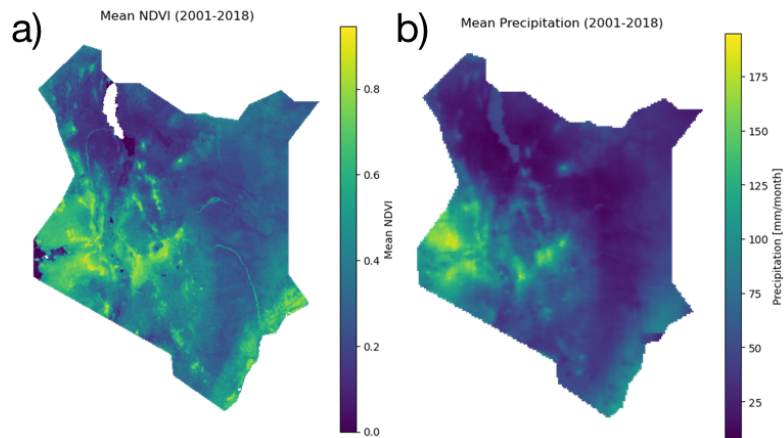 a)
Mean NDVI (2001-2018)
0.8
0.6
0.4
0.2
0.0
Mean NDVI
b)
Mean Precipitation (2001-2018)
175
150
125
100
75
50
25
Precipitation [mm/month]